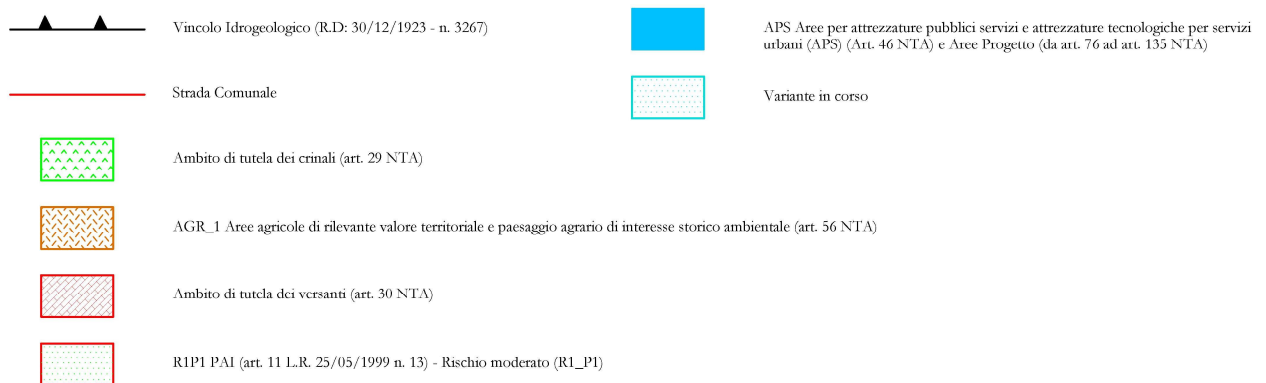 Vincolo Idrogeologico (R.D: 30/12/1923 - n. 3267)
Strada Comunale
Ambito di tutela dei crinali (art. 29 NTA)
AGR_1 Aree agricole di rilevante valore territoriale e paesaggio agrario di interesse storico ambientale (art. 56 NTA)
Ambito di tutela dei versanti (art. 30 NTA)
R1P1 PAI (art. 11 L.R. 25/05/1999 n. 13) - Rischio moderato (R1_P1)
APS Aree per attrezzature pubblici servizi e attrezzature tecnologiche per servizi
urbani (APS) (Art. 46 NTA) e Aree Progetto (da art. 76 ad art. 135 NTA)
Variante in corso